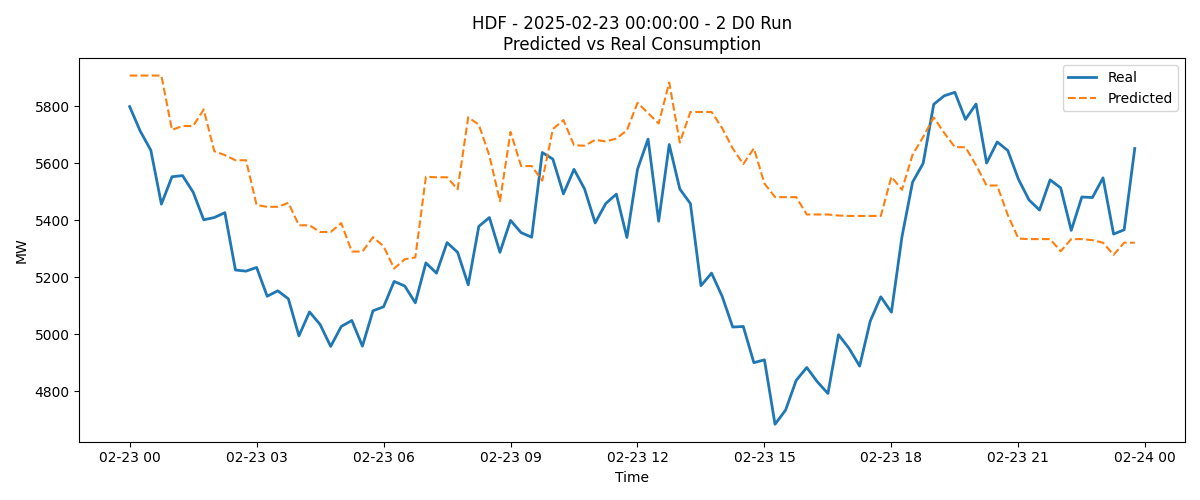 HDF - 2025-02-23 00:00:00 - 2 D0 Run
Predicted vs Real Consumption
Real
Predicted
MW
5800
5600
5400
5200
5000
4800
02-23 00
02-23 03
02-23 06
02-23 09
02-23 12
02-23 15
02-23 18
02-23 21
02-24 00
Time